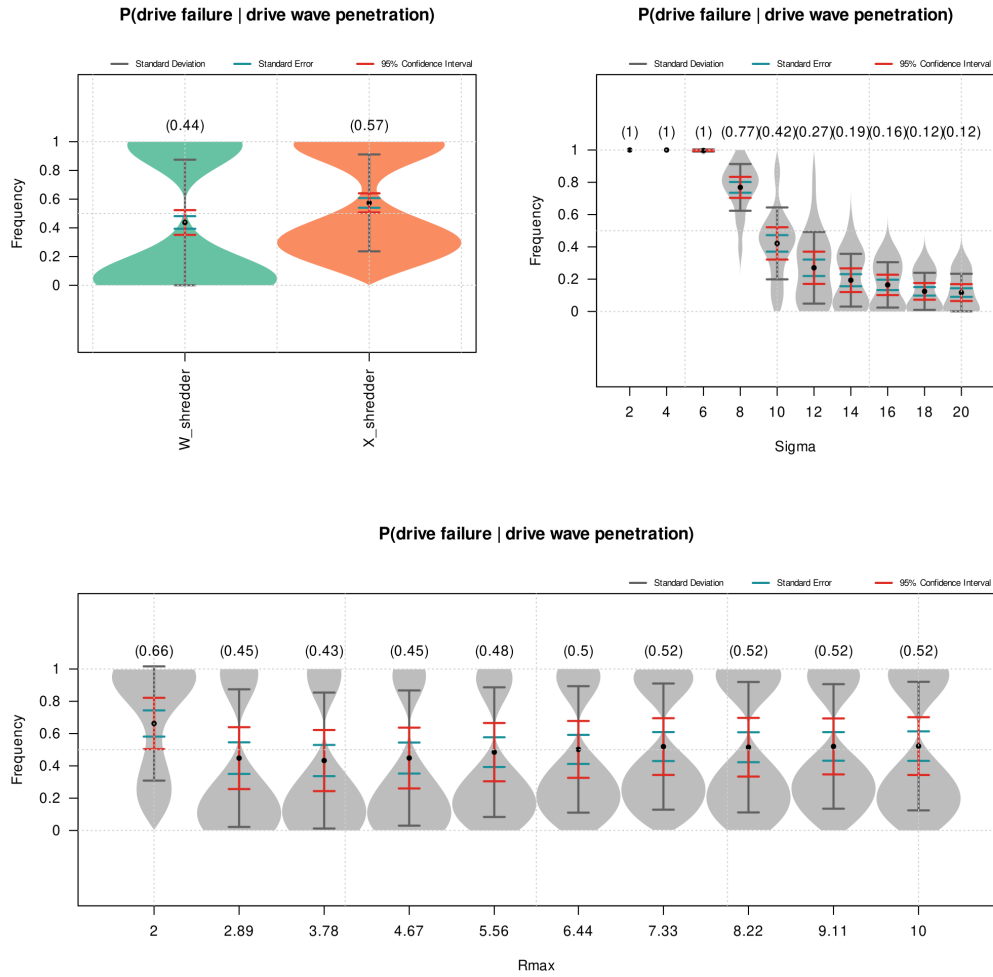 P(drive failure | drive wave penetration)
Standard Deviation Standard Error 95% Confidence Interval
(0.44) (0.57)
1
0.8
0.6
0.4
0.2
0
Frequency
W_shredder X_shredder
P(drive failure | drive wave penetration)
Standard Deviation Standard Error 95% Confidence Interval
(1) (1) (1) (0.77) (0.42) (0.27) (0.19) (0.16) (0.12) (0.12)
1
0.8
0.6
0.4
0.2
0
Frequency
2 4 6 8 10 12 14 16 18 20
Sigma
P(drive failure | drive wave penetration)
Standard Deviation Standard Error 95% Confidence Interval
(0.66) (0.45) (0.43) (0.45) (0.48) (0.5) (0.52) (0.52) (0.52) (0.52)
1
0.8
0.6
0.4
0.2
0
Frequency
2 2.89 3.78 4.67 5.56 6.44 7.33 8.22 9.11 10
Rmax